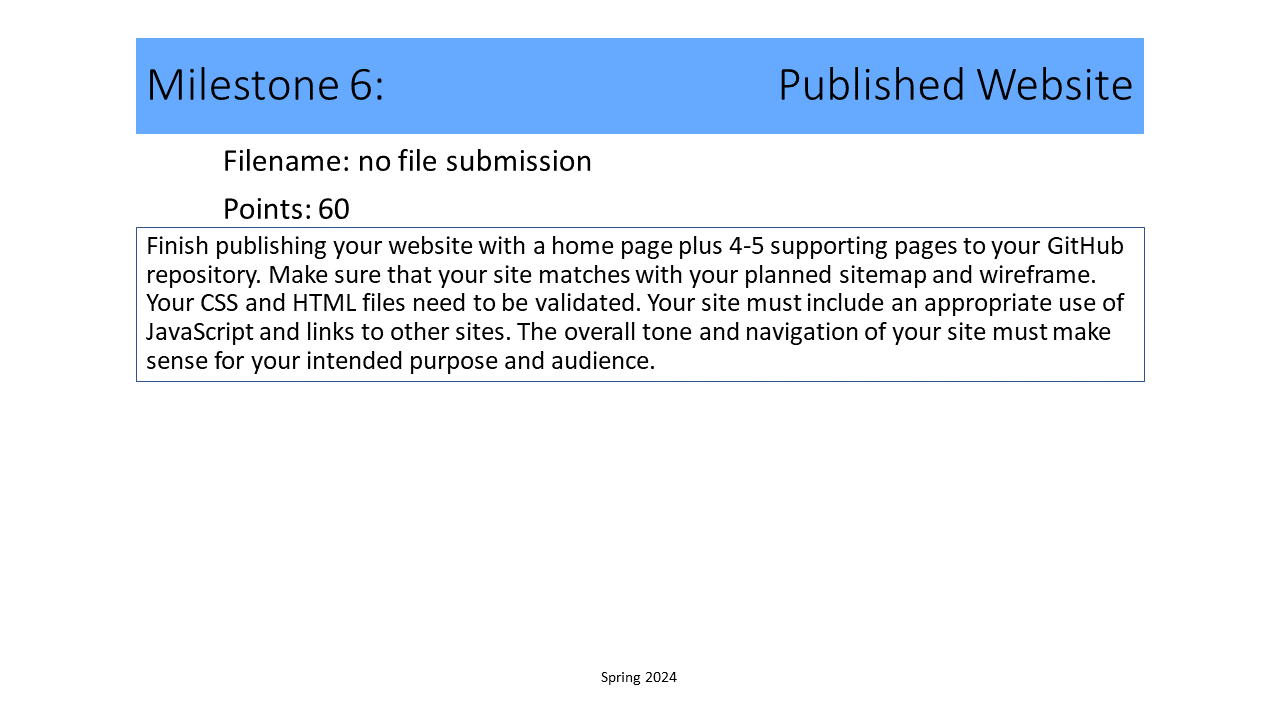 Milestone 6: Published Website
Filename: no file submission
Points: 60
Finish publishing your website with a home page plus 4-5 supporting pages to your GitHub
repository. Make sure that your site matches with your planned sitemap and wireframe.
Your CSS and HTML files need to be validated. Your site must include an appropriate use of
JavaScript and links to other sites. The overall tone and navigation of your site must make
sense for your intended purpose and audience.
Spring 2024